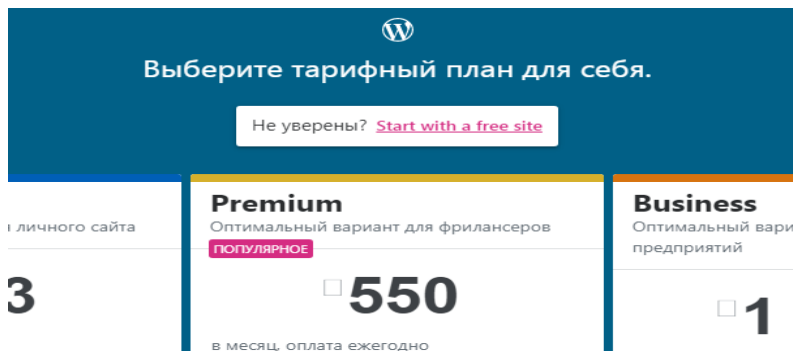 Выберите тарифный план для себя.
Не уверены? Start with a free site
личного сайта
3
Premium
Оптимальный вариант для фрилансеров
ПОПУЛЯРНОЕ
550
в месяц, оплата ежегодно
Business
Оптимальный вари
предприятий
1